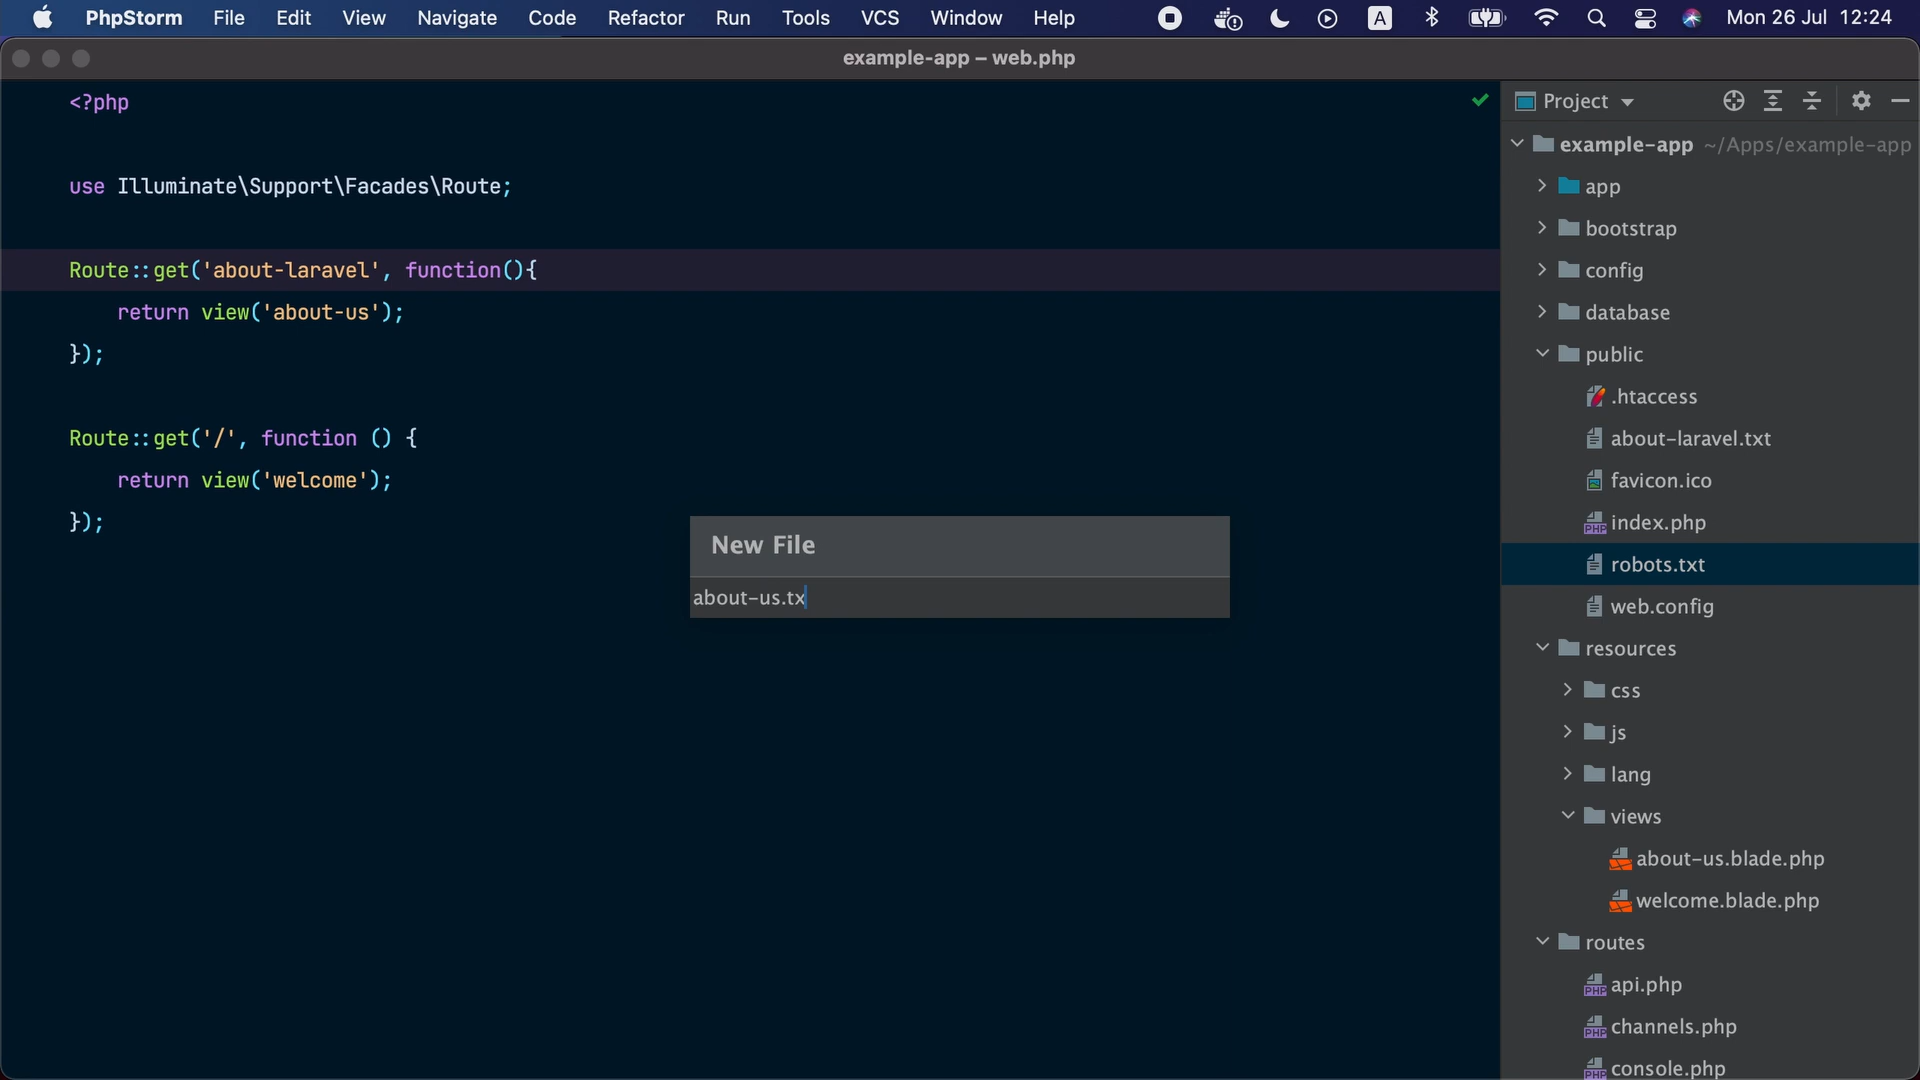 PhpStorm File Edit View Navigate Code Refactor Run Tools VCS Window Help A Mon 26 Jul 12:24
example-app – web.php
<?php
use Illuminate\Support\Facades\Route;
Route::get('about-laravel', function(){
return view('about-us');
});
Route::get('/', function () {
return view('welcome');
});
New File
about-us.tx
Project
example-app ~/Apps/example-app
app
bootstrap
config
database
public
.htaccess
about-laravel.txt
favicon.ico
index.php
robots.txt
web.config
resources
css
js
lang
views
about-us.blade.php
welcome.blade.php
routes
api.php
channels.php
console.php